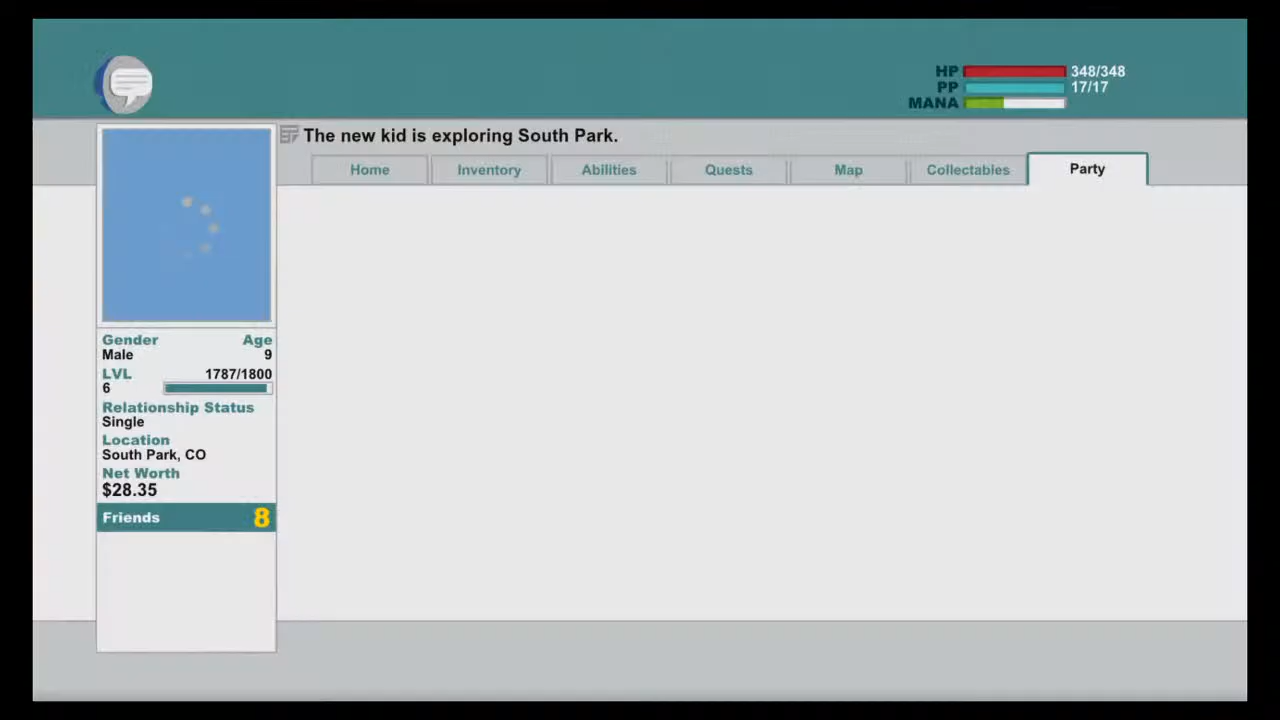 HP 348/348
PP 17/17
MANA
The new kid is exploring South Park.
Home Inventory Abilities Quests Map Collectables Party
Gender Age
Male 9
LVL 1787/1800
6
Relationship Status
Single
Location
South Park, CO
Net Worth
$28.35
Friends 8